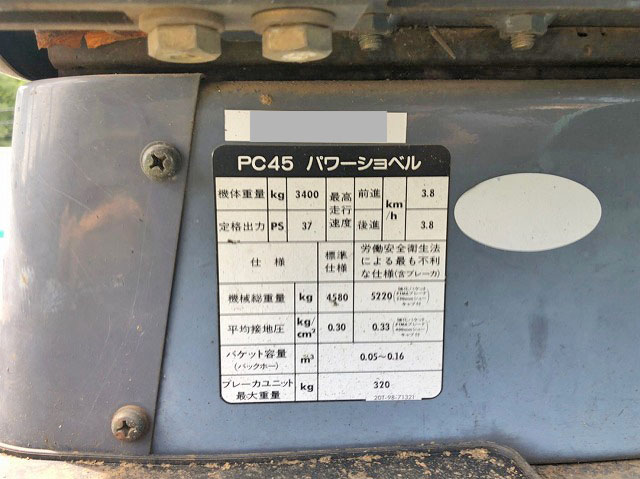 PC45 パワーショベル
機体重量 kg 3400 最高走行速度 km/h 前進 3.8
定格出力 PS 37 後進 3.8
仕様 標準仕様 労働安全衛生法による最も不利な仕様(含ブレーカ)
機械総重量 kg 4580 5220
平均接地圧 kg/cm² 0.30 0.33
バケット容量(バックホー) m³ 0.05~0.16
ブレーカユニット最大重量 kg 320
20T-98-71321